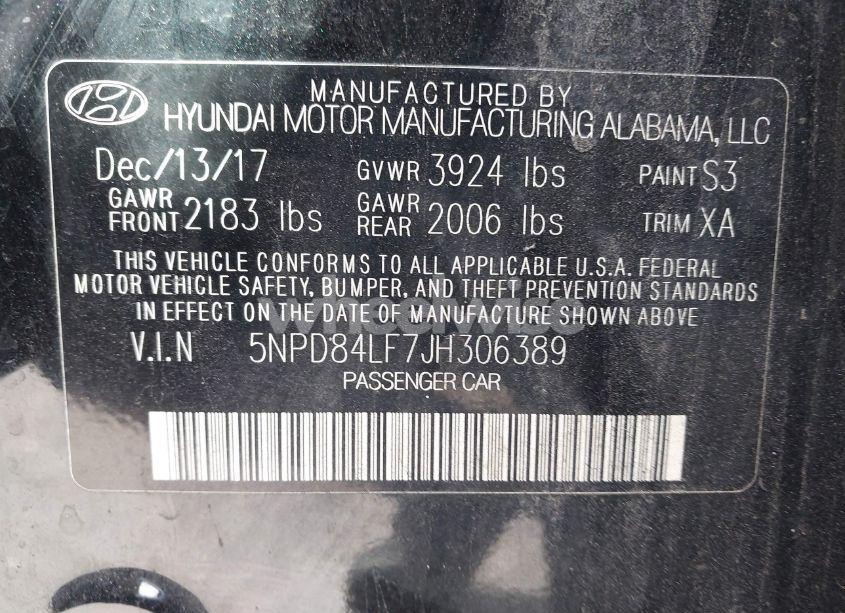 MANUFACTURED BY
HYUNDAI MOTOR MANUFACTURING ALABAMA, LLC
Dec/13/17 GVWR 3924 lbs PAINT S3
GAWR FRONT 2183 lbs GAWR REAR 2006 lbs TRIM XA
THIS VEHICLE CONFORMS TO ALL APPLICABLE U.S.A. FEDERAL
MOTOR VEHICLE SAFETY, BUMPER, AND THEFT PREVENTION STANDARDS
IN EFFECT ON THE DATE OF MANUFACTURE SHOWN ABOVE
wheelwise
V.I.N 5NPD84LF7JH306389
PASSENGER CAR